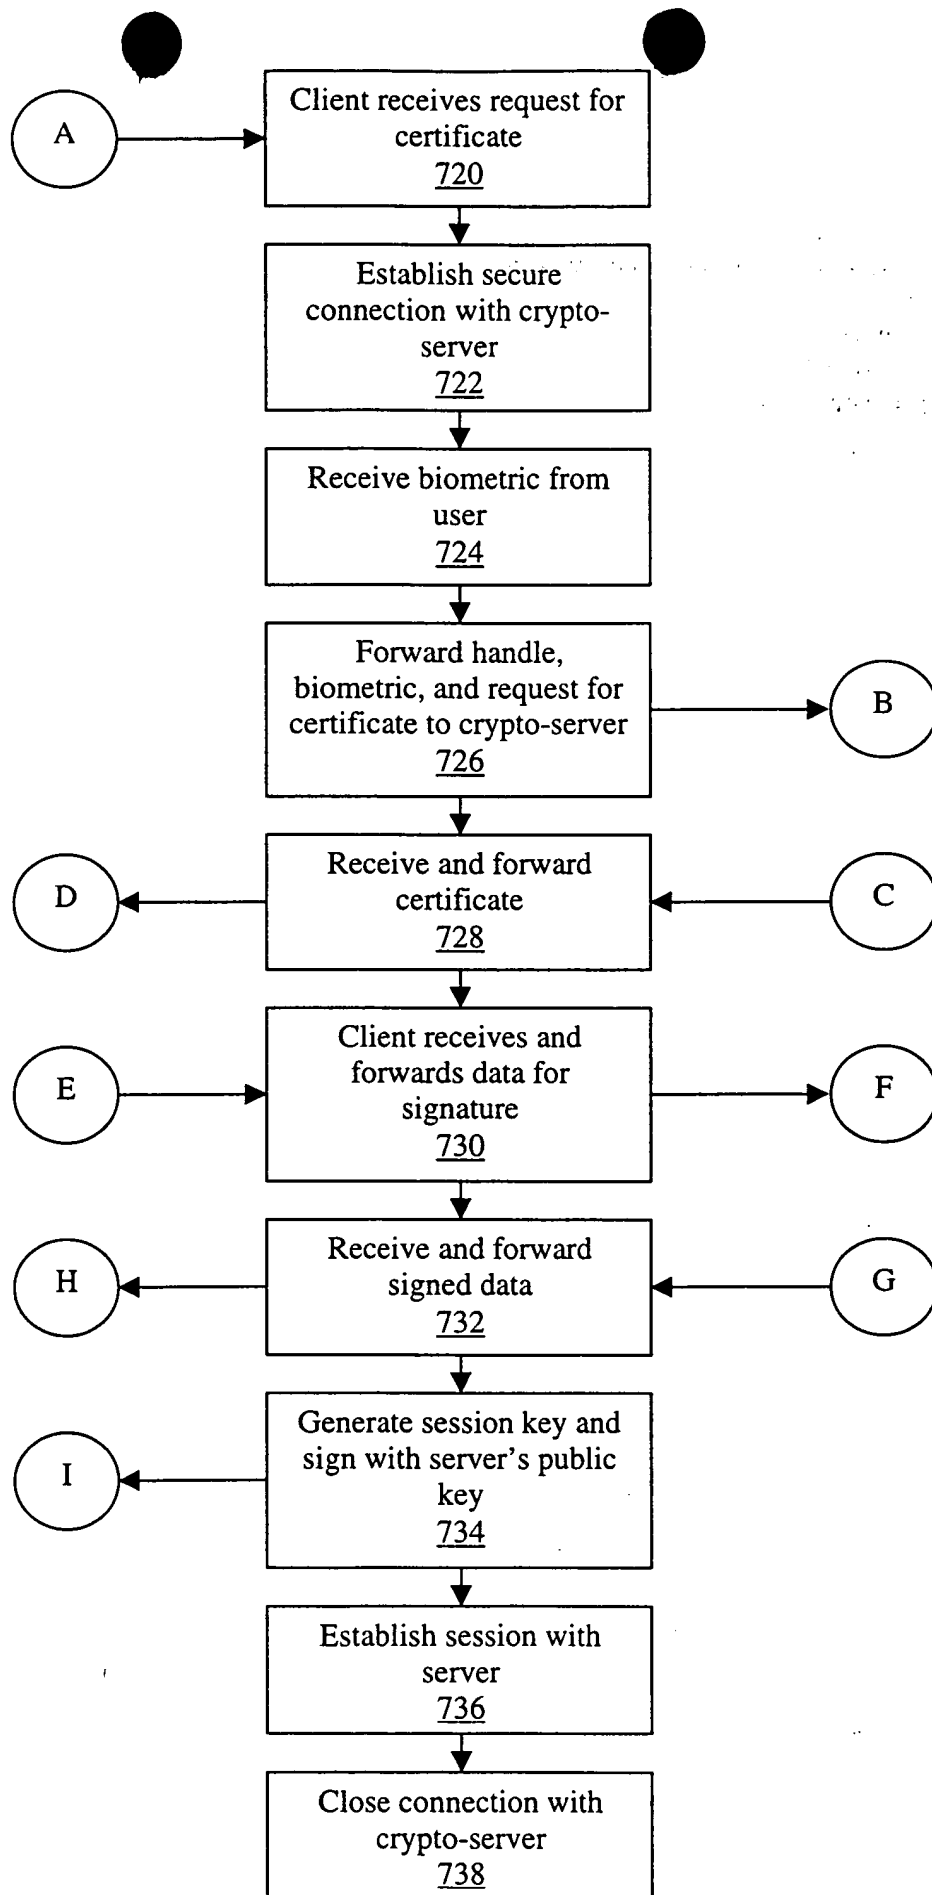 A
Client receives request for
certificate
720
Establish secure
connection with crypto-
server
722
Receive biometric from
user
724
Forward handle,
biometric, and request for
certificate to crypto-server
726
B
D
Receive and forward
certificate
728
C
E
Client receives and
forwards data for
signature
730
F
H
Receive and forward
signed data
732
G
Generate session key and
sign with server's public
key
734
I
Establish session with
server
736
Close connection with
crypto-server
738